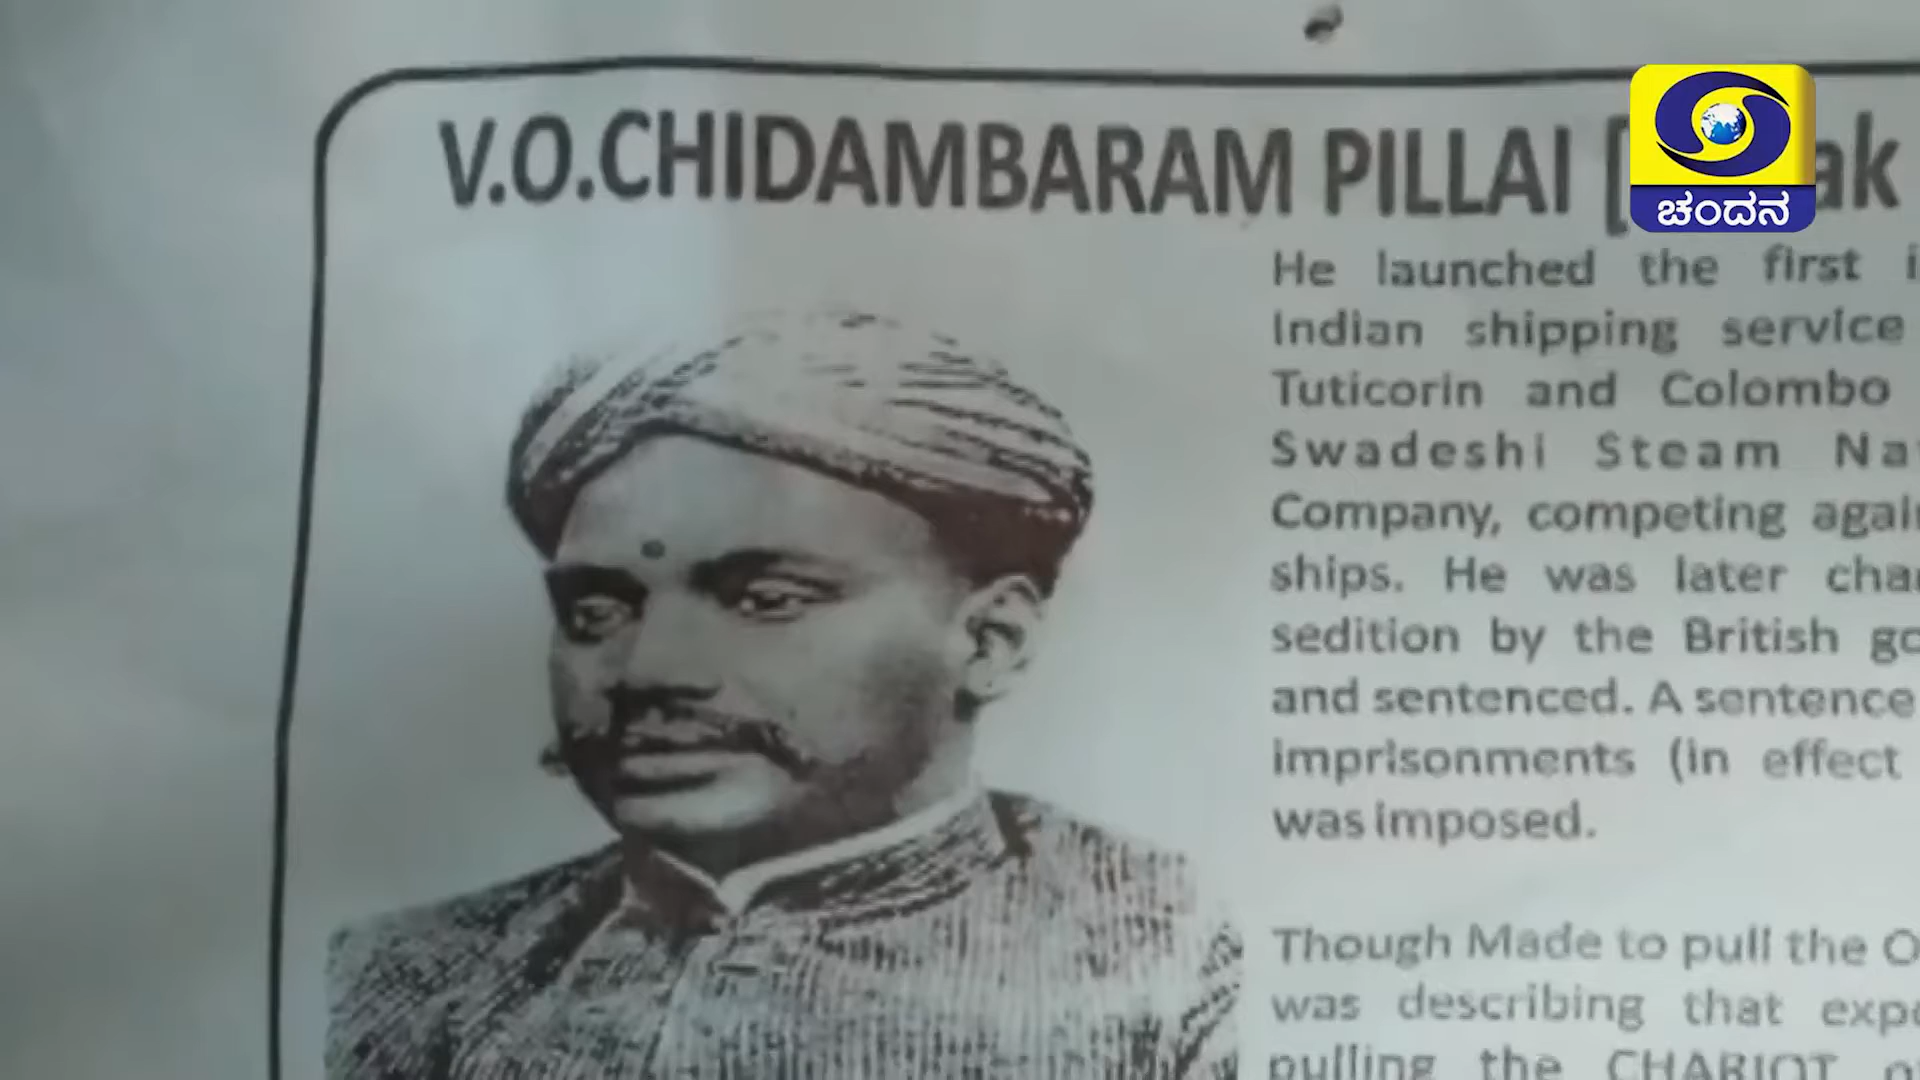 V.O.CHIDAMBARAM PILLAI
ಚಂದನ
He launched the first
Indian shipping service
Tuticorin and Colombo
Swadeshi Steam
Company, competing
ships. He was later
sedition by the British
and sentenced. A sentence
imprisonments (in effect
was imposed.
Though Made to pull the
was describing that
pulling the CHARIOT